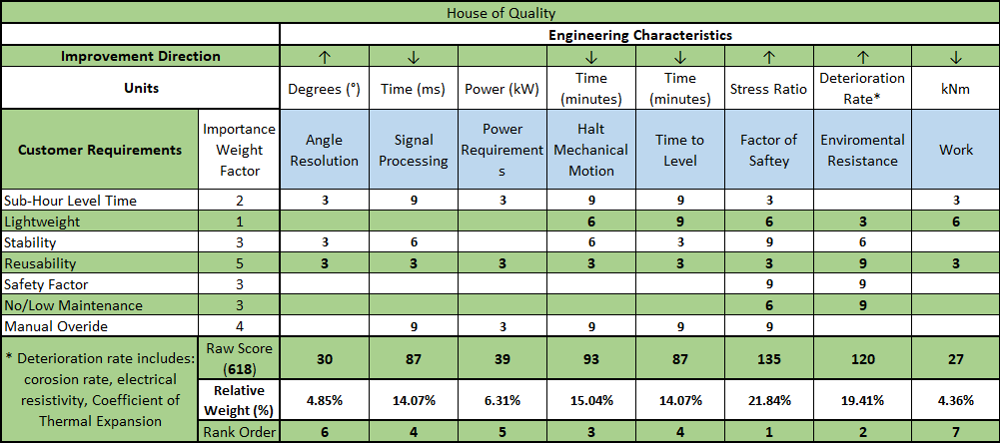 House of Quality
Engineering Characteristics
Improvement Direction ↑ ↓ ↓ ↓ ↑ ↑ ↓
Units Degrees (°) Time (ms) Power (kW) Time (minutes) Time (minutes) Stress Ratio Deterioration Rate* kNm
Customer Requirements Importance Weight Factor Angle Resolution Signal Processing Power Requirement s Halt Mechanical Motion Time to Level Factor of Saftey Enviromental Resistance Work
Sub-Hour Level Time 2 3 9 3 9 9 3 3
Lightweight 1 6 9 6 3 6
Stability 3 3 6 6 3 9 6
Reusability 5 3 3 3 3 3 3 9 3
Safety Factor 3 9 9
No/Low Maintenance 3 6 9
Manual Overide 4 9 3 9 9 9
* Deterioration rate includes: corosion rate, electrical resistivity, Coefficient of Thermal Expansion
Raw Score (618) 30 87 39 93 87 135 120 27
Relative Weight (%) 4.85% 14.07% 6.31% 15.04% 14.07% 21.84% 19.41% 4.36%
Rank Order 6 4 5 3 4 1 2 7